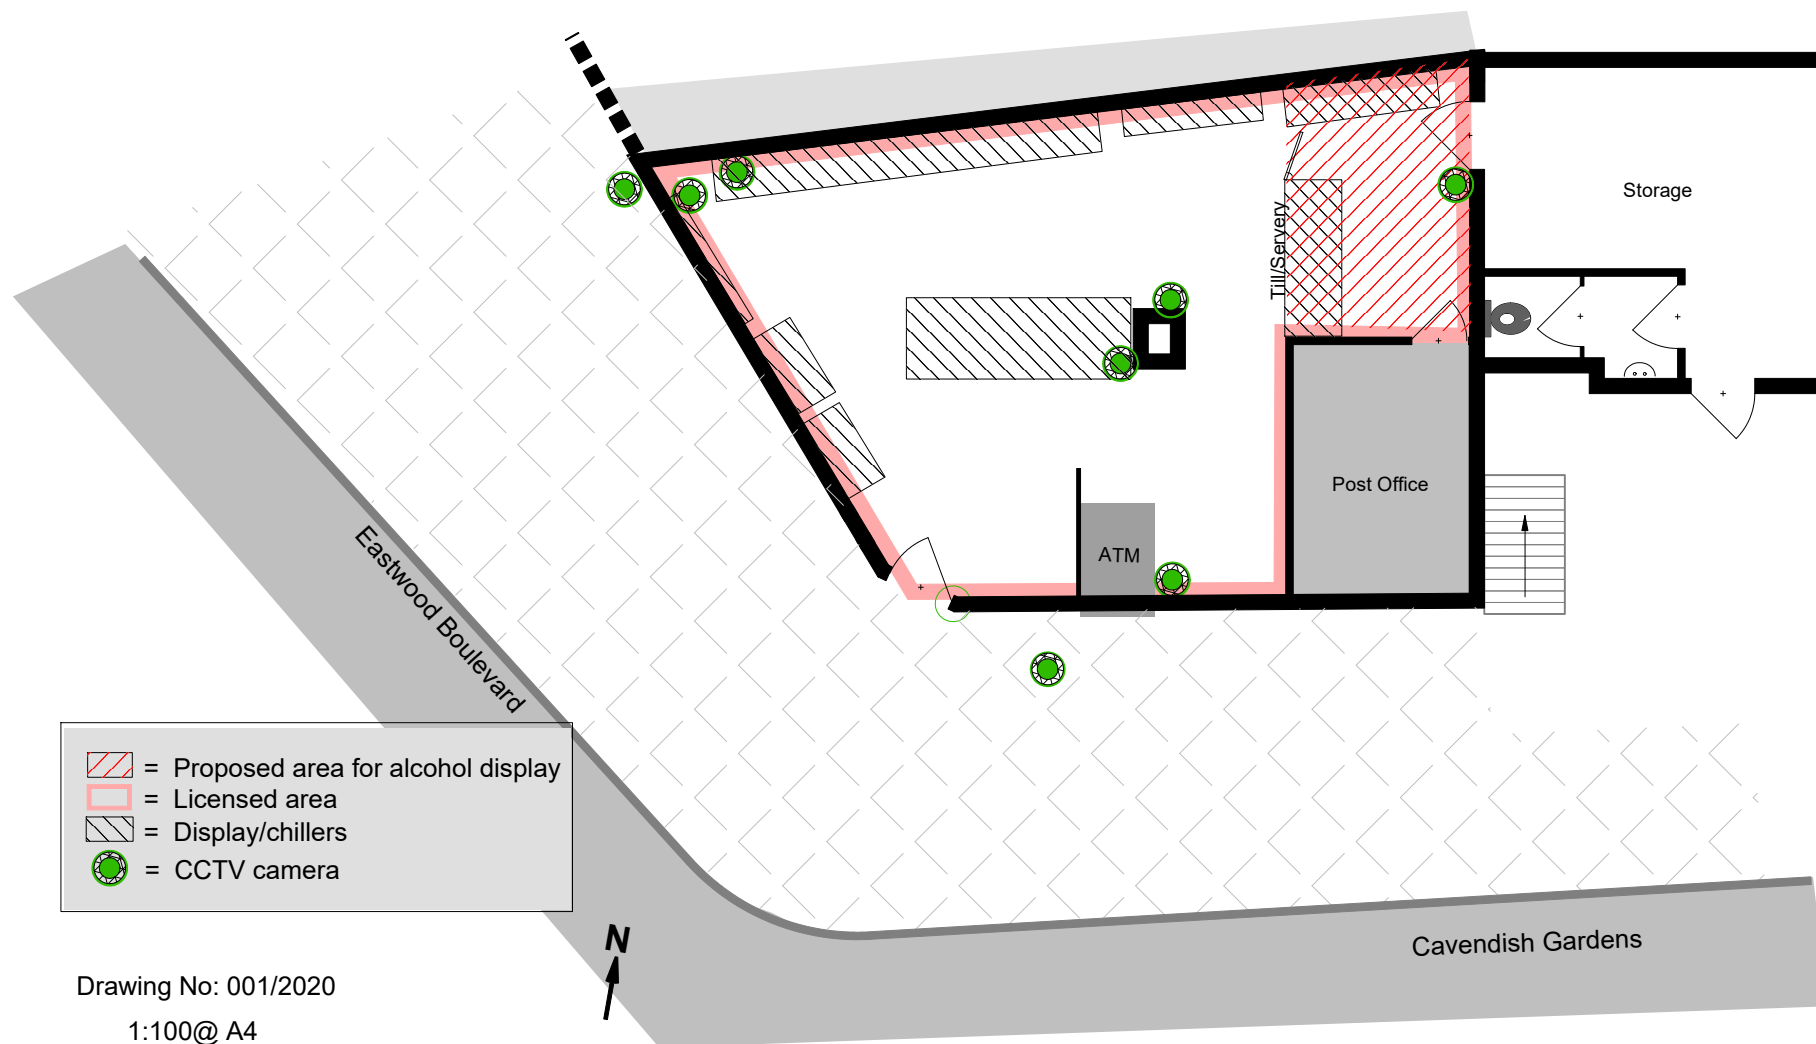 Storage
Till/Servery
Post Office
ATM
Eastwood Boulevard
= Proposed area for alcohol display
= Licensed area
= Display/chillers
= CCTV camera
N
Cavendish Gardens
Drawing No: 001/2020
1:100@ A4